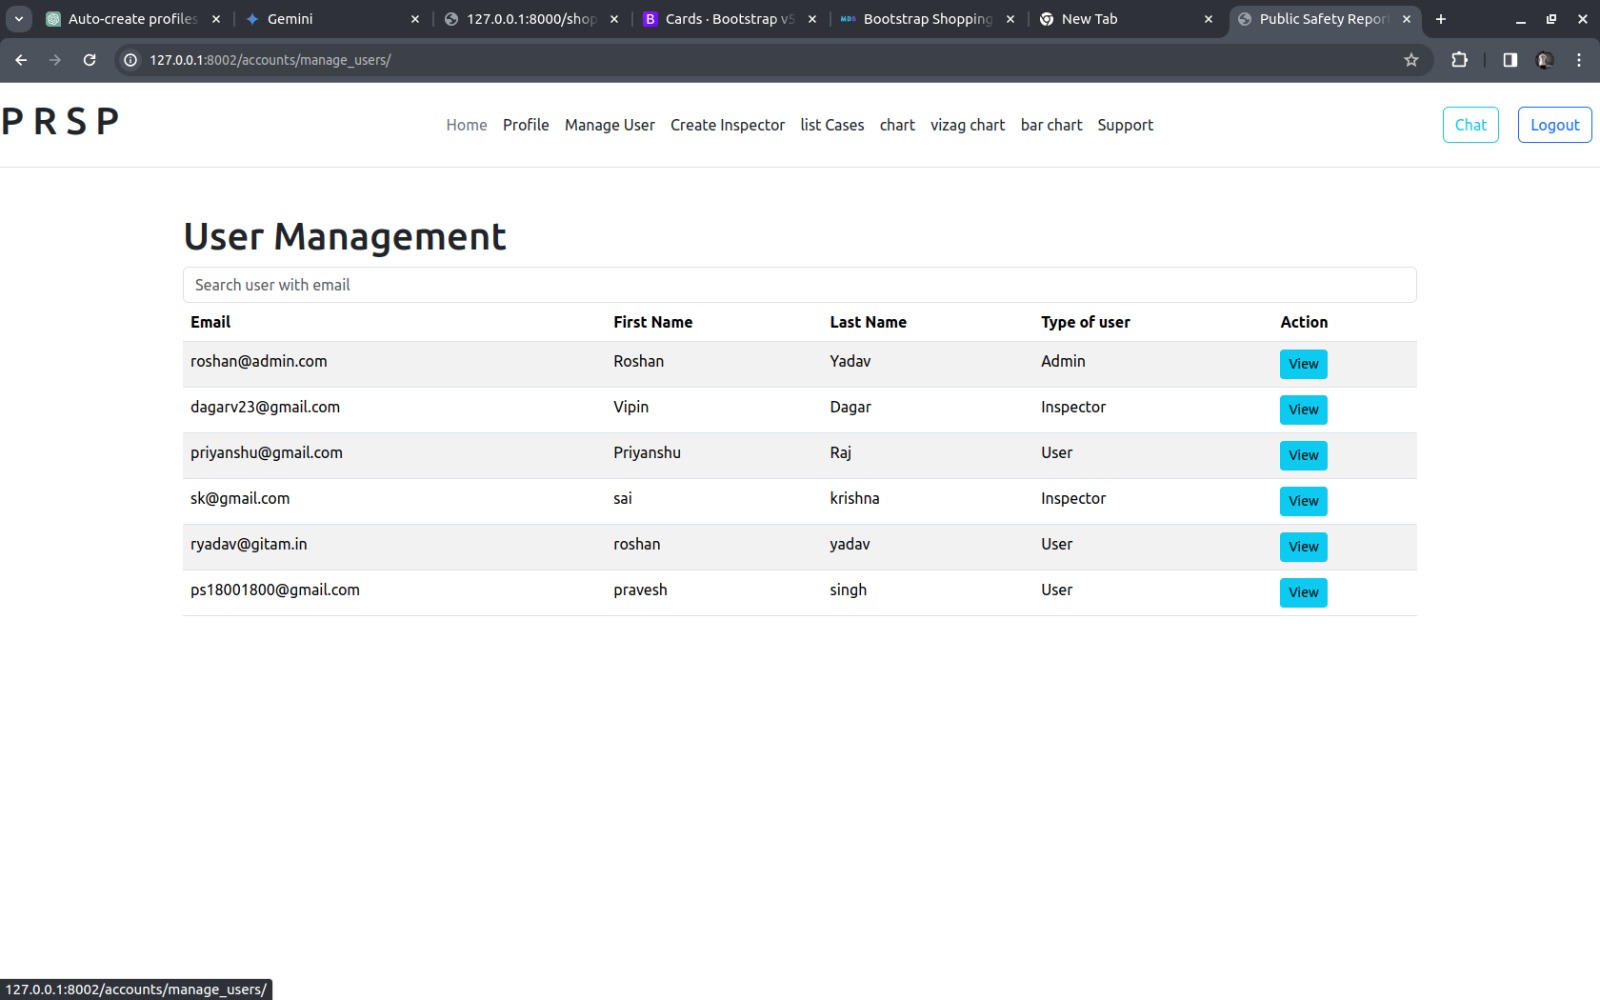 Auto-create profiles
Gemini
127.0.0.1:8000/shop
Cards · Bootstrap v5
Bootstrap Shopping
New Tab
Public Safety Report
127.0.0.1:8002/accounts/manage_users/
P R S P
Home Profile Manage User Create Inspector list Cases chart vizag chart bar chart Support
Chat Logout
User Management
Search user with email
Email First Name Last Name Type of user Action
roshan@admin.com Roshan Yadav Admin View
dagarv23@gmail.com Vipin Dagar Inspector View
priyanshu@gmail.com Priyanshu Raj User View
sk@gmail.com sai krishna Inspector View
ryadav@gitam.in roshan yadav User View
ps18001800@gmail.com pravesh singh User View
127.0.0.1:8002/accounts/manage_users/